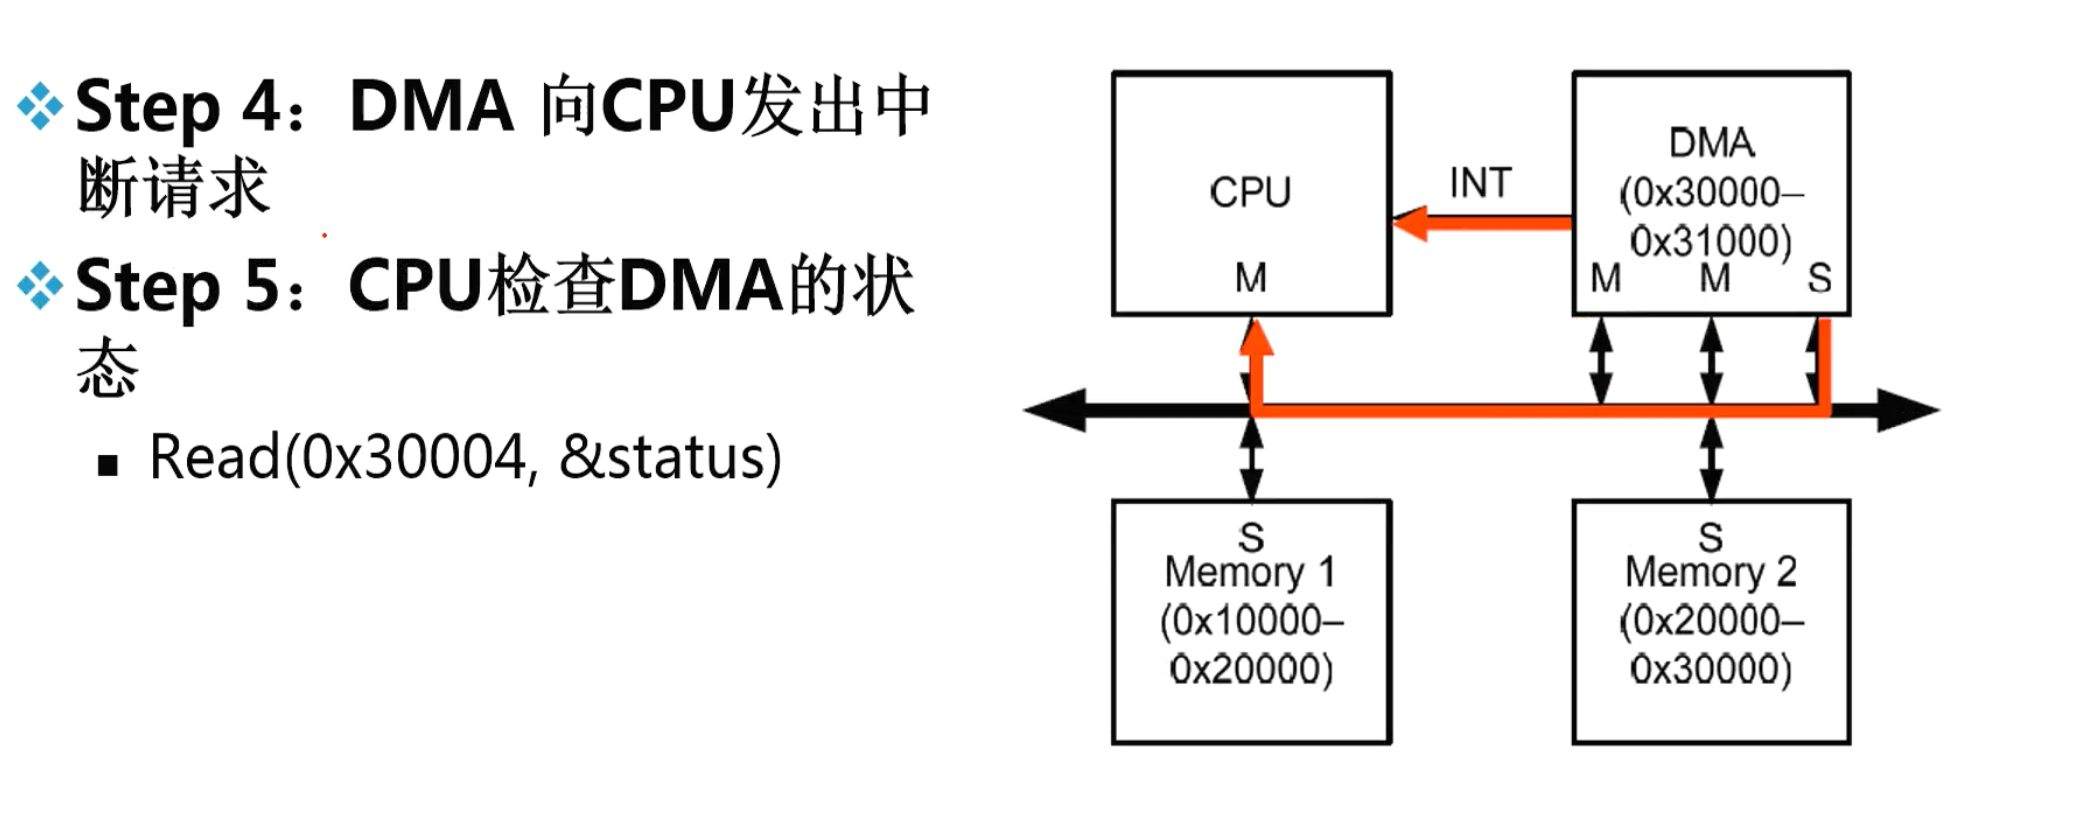 Step 4：DMA 向CPU发出中
断请求
Step 5：CPU检查DMA的状
态
Read(0x30004, &status)
CPU
M
INT
DMA
(0x30000–
0x31000)
M M S
S
Memory 1
(0x10000–
0x20000)
S
Memory 2
(0x20000–
0x30000)